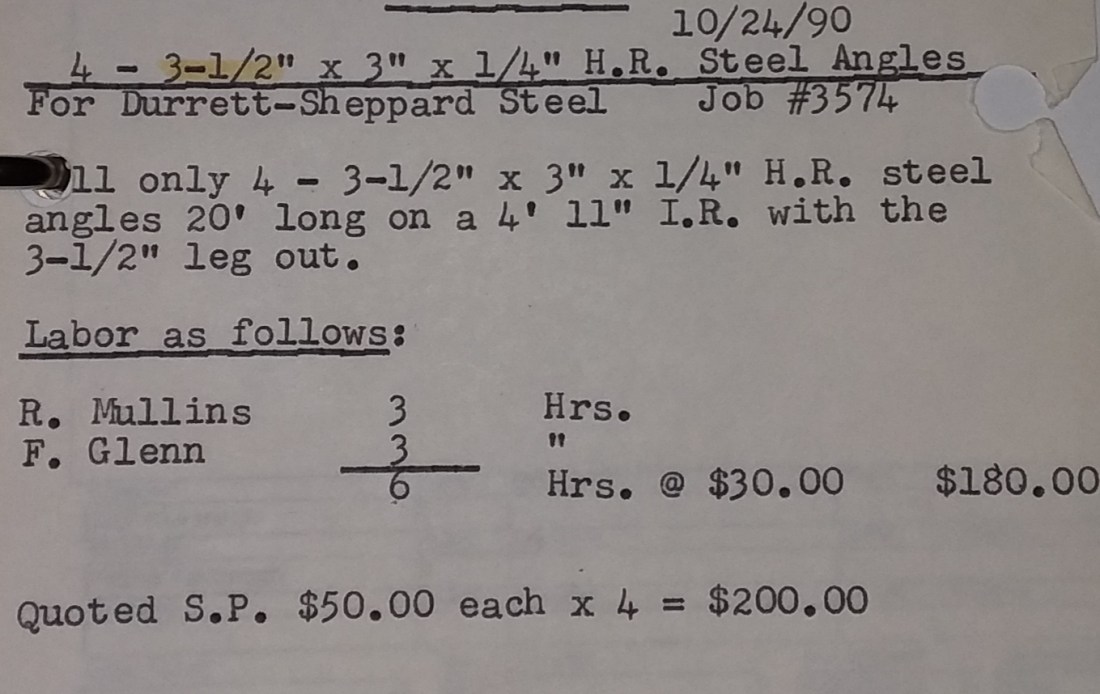 10/24/90
4 - 3-1/2" x 3" x 1/4" H.R. Steel Angles
For Durrett-Sheppard Steel Job #3574
ll only 4 - 3-1/2" x 3" x 1/4" H.R. steel
angles 20' long on a 4' 11" I.R. with the
3-1/2" leg out.
Labor as follows:
R. Mullins 3 Hrs.
F. Glenn 3 "
6 Hrs. @ $30.00 $180.00
Quoted S.P. $50.00 each x 4 = $200.00